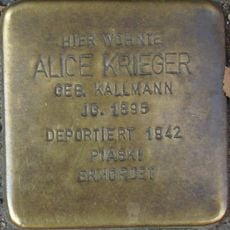 HIER WOHNTE
ALICE KRIEGER
GEB. KALLMANN
JG. 1895
DEPORTIERT 1942
PIASKI
ERMORDET